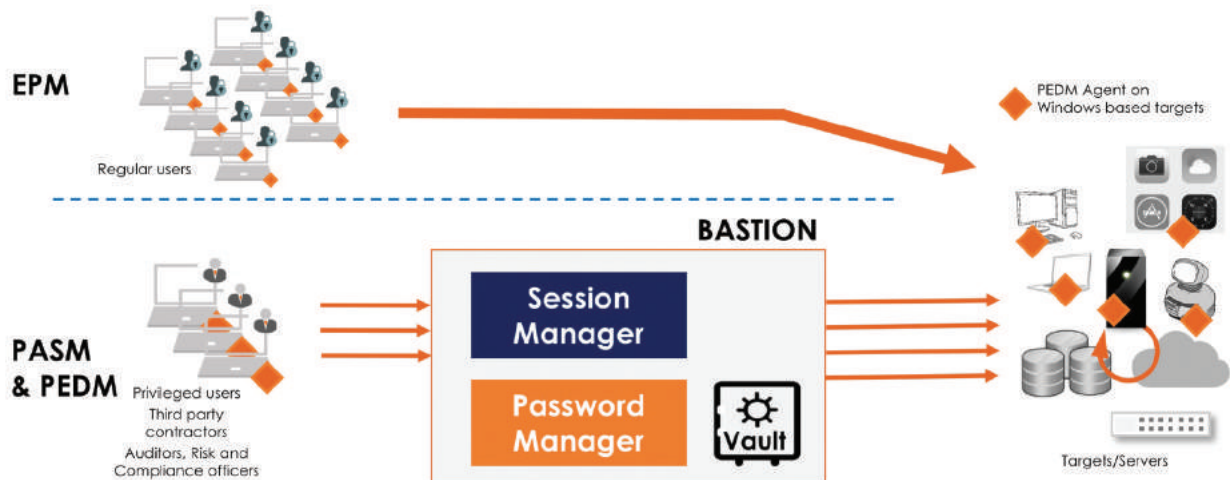 EPM
Regular users
PEDM Agent on
Windows based targets
BASTION
Session
Manager
Password
Manager
Vault
PASM
& PEDM
Privileged users
Third party
contractors
Auditors, Risk and
Compliance officers
Targets/Servers